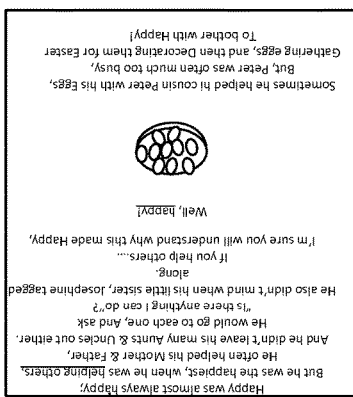 Happy was almost always happy;
But he was the happiest, when he was helping others,
He often helped his Mother & Father,
And he didn't leave his many Aunts & Uncles out either.
He would go to each one, And ask
"Is there anything I can do"?
He also didn't mind when his little sister, Josephine tagged
along.
If you help others....
I'm sure you will understand why this made Happy,
Well, happy!
Sometimes he helped hi cousin Peter with his Eggs,
But, Peter was often much too busy,
Gathering eggs, and then Decorating them for Easter
To bother with Happy!